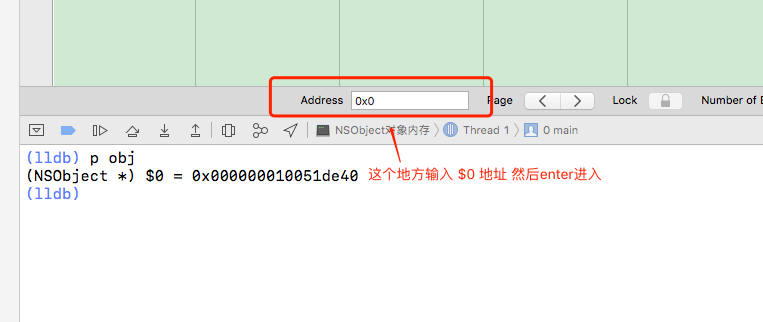 Address 0x0 Page Lock Number of
NSObject对象内存 Thread 1 0 main
(lldb) p obj
(NSObject *) $0 = 0x000000010051de40 这个地方输入 $0 地址 然后enter进入
(lldb)